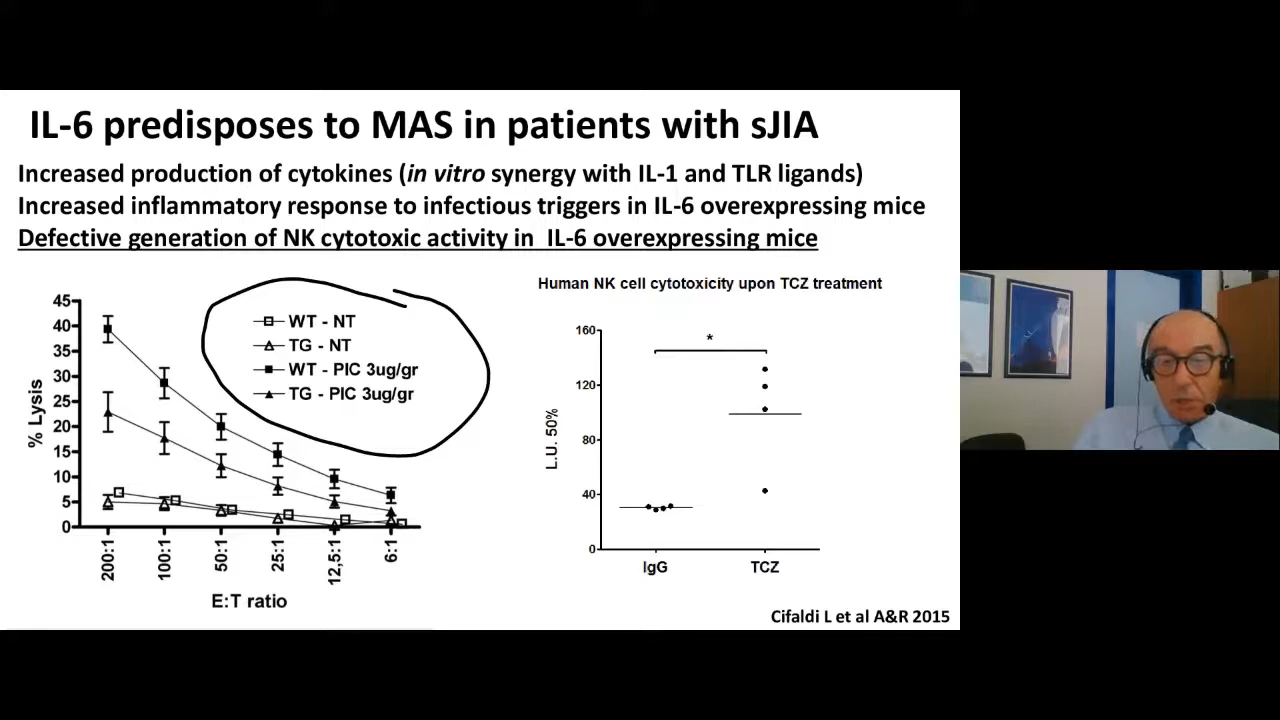 IL-6 predisposes to MAS in patients with sJIA
Increased production of cytokines (in vitro synergy with IL-1 and TLR ligands)
Increased inflammatory response to infectious triggers in IL-6 overexpressing mice
Defective generation of NK cytotoxic activity in IL-6 overexpressing mice
45
40
35
30
25
20
15
10
5
0
% Lysis
WT - NT
TG - NT
WT - PIC 3ug/gr
TG - PIC 3ug/gr
200:1
100:1
50:1
25:1
12,5:1
6:1
E:T ratio
Human NK cell cytotoxicity upon TCZ treatment
160
120
80
40
0
L.U. 50%
*
IgG
TCZ
Cifaldi L et al A&R 2015